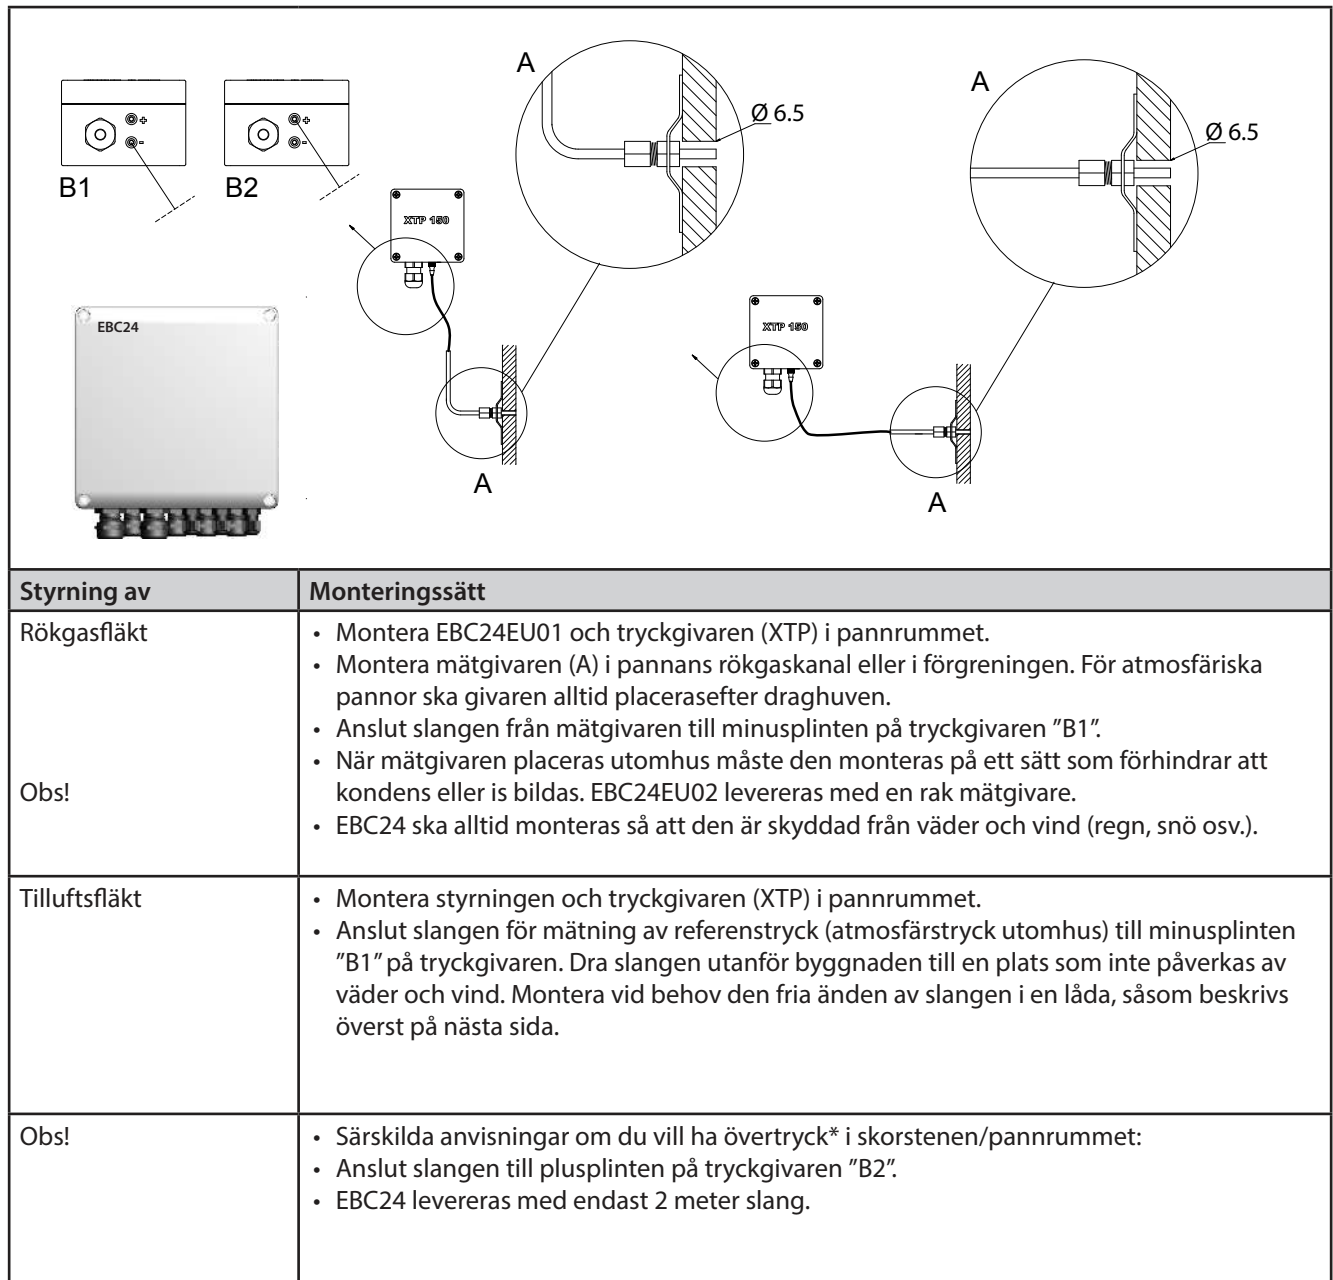 A
Ø 6.5
A
Ø 6.5
+
-
B1
+
-
B2
XTP 150
EBC24
XTP 150
A
A
Styrning av
Monteringssätt
Rökgasfläkt
• Montera EBC24EU01 och tryckgivaren (XTP) i pannrummet.
• Montera mätgivaren (A) i pannans rökgaskanal eller i förgreningen. För atmosfäriska
pannor ska givaren alltid placerasefter draghuven.
• Anslut slangen från mätgivaren till minusplinten på tryckgivaren ”B1”.
• När mätgivaren placeras utomhus måste den monteras på ett sätt som förhindrar att
Obs!
kondens eller is bildas. EBC24EU02 levereras med en rak mätgivare.
• EBC24 ska alltid monteras så att den är skyddad från väder och vind (regn, snö osv.).
Tilluftsfläkt
• Montera styrningen och tryckgivaren (XTP) i pannrummet.
• Anslut slangen för mätning av referenstryck (atmosfärstryck utomhus) till minusplinten
”B1” på tryckgivaren. Dra slangen utanför byggnaden till en plats som inte påverkas av
väder och vind. Montera vid behov den fria änden av slangen i en låda, såsom beskrivs
överst på nästa sida.
Obs!
• Särskilda anvisningar om du vill ha övertryck* i skorstenen/pannrummet:
• Anslut slangen till plusplinten på tryckgivaren ”B2”.
• EBC24 levereras med endast 2 meter slang.